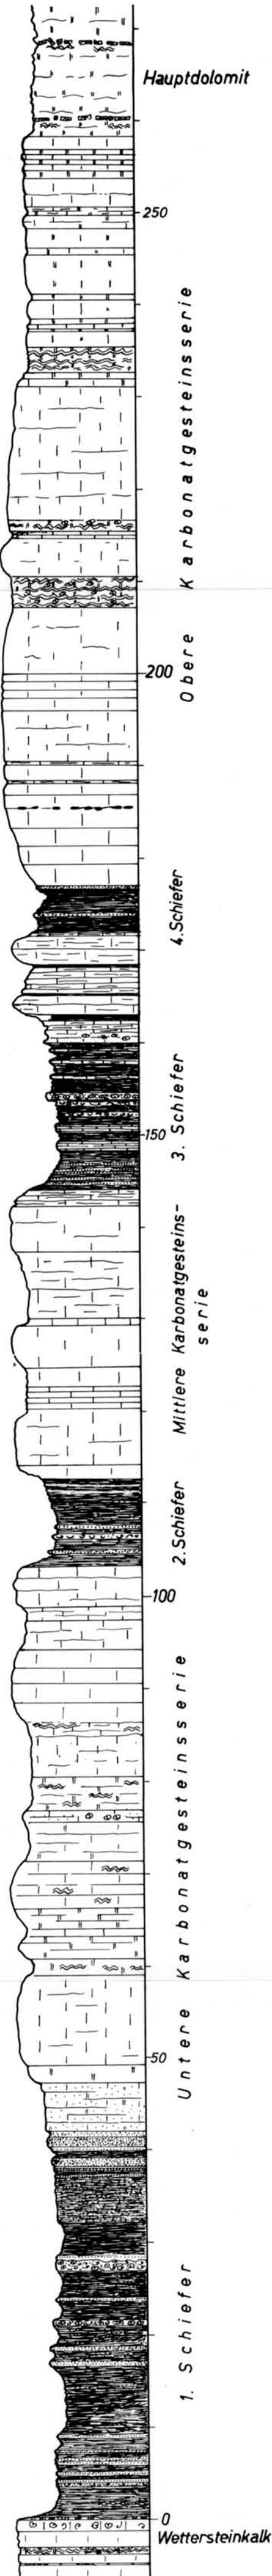 Hauptdolomit
250
Obere Karbonatgesteinsserie
200
4.Schiefer
3. Schiefer
150
Mittlere Karbonatgesteins-
serie
2.Schiefer
100
Untere Karbonatgesteinsserie
50
1. Schiefer
0
Wettersteinkalk